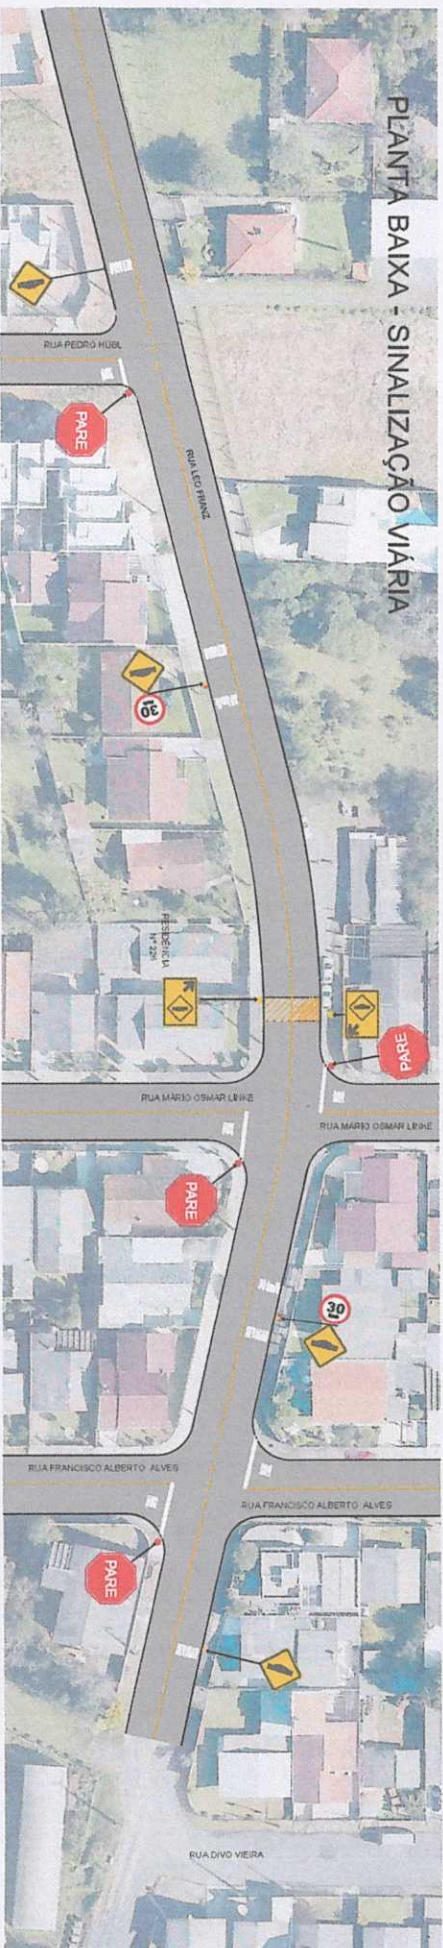 PLANTA BAIXA - SINALIZAÇÃO VIÁRIA
RUA PEDRO HÜBL
PARE
RUA LEO FRANZ
30
RESIDÊNCIA
PARE
RUA MÁRIO OSMAR LINKE
RUA MÁRIO OSMAR LINKE
PARE
30
RUA FRANCISCO ALBERTO ALVES
RUA FRANCISCO ALBERTO ALVES
PARE
RUA DIVO VIEIRA